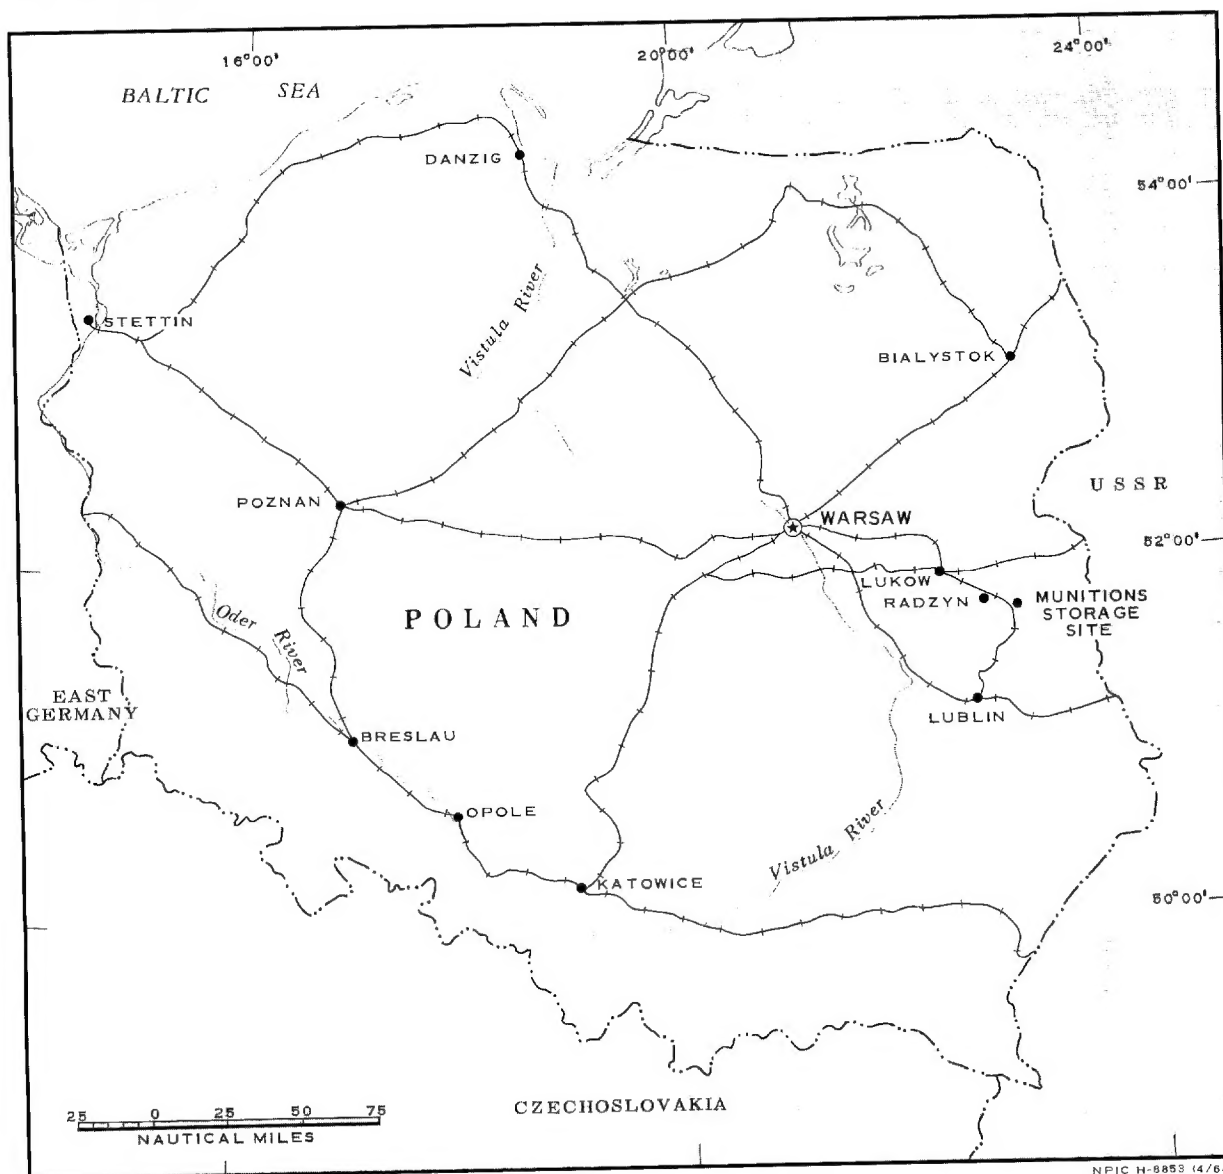 16°00'
20°00'
24°00'
BALTIC SEA
DANZIG
54°00'
Vistula River
STETTIN
BIALYSTOK
USSR
POZNAN
WARSAW
52°00'
LUKOW
RADZYN
MUNITIONS
STORAGE
SITE
Oder River
POLAND
EAST
GERMANY
LUBLIN
BRESLAU
OPOLE
Vistula River
KATOWICE
50°00'
CZECHOSLOVAKIA
25 0 25 50 75
NAUTICAL MILES
NPIC H-8853